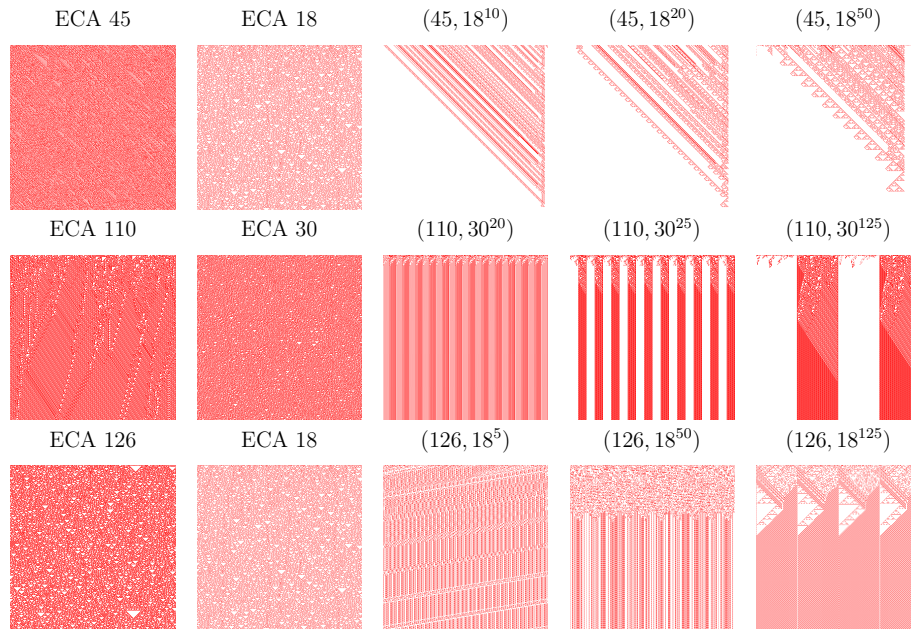 ECA 45 ECA 18 (45, 18^10) (45, 18^20) (45, 18^50)
ECA 110 ECA 30 (110, 30^20) (110, 30^25) (110, 30^125)
ECA 126 ECA 18 (126, 18^5) (126, 18^50) (126, 18^125)